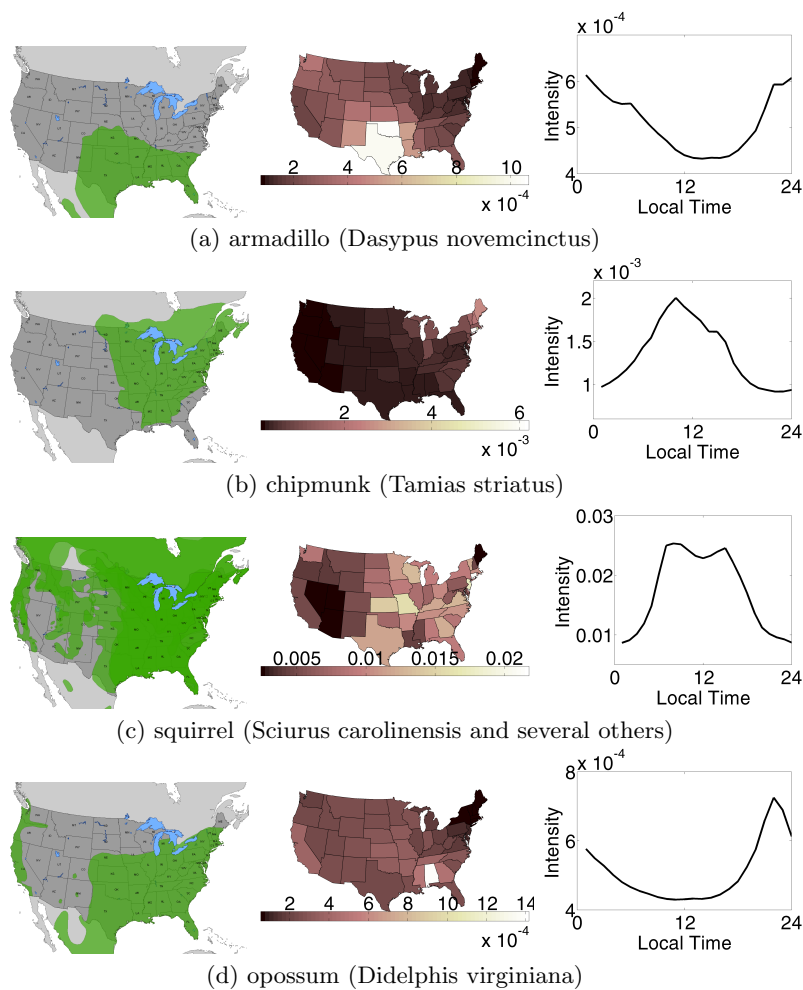 x 10-4
6
5
4
Intensity
0 12 24
Local Time
2 4 6 8 10
x 10-4
(a) armadillo (Dasypus novemcinctus)
x 10-3
2
1.5
1
Intensity
0 12 24
Local Time
2 4 6
x 10-3
(b) chipmunk (Tamias striatus)
0.03
0.02
0.01
Intensity
0 12 24
Local Time
0.005 0.01 0.015 0.02
(c) squirrel (Sciurus carolinensis and several others)
x 10-4
8
6
4
Intensity
0 12 24
Local Time
2 4 6 8 10 12 14
x 10-4
(d) opossum (Didelphis virginiana)